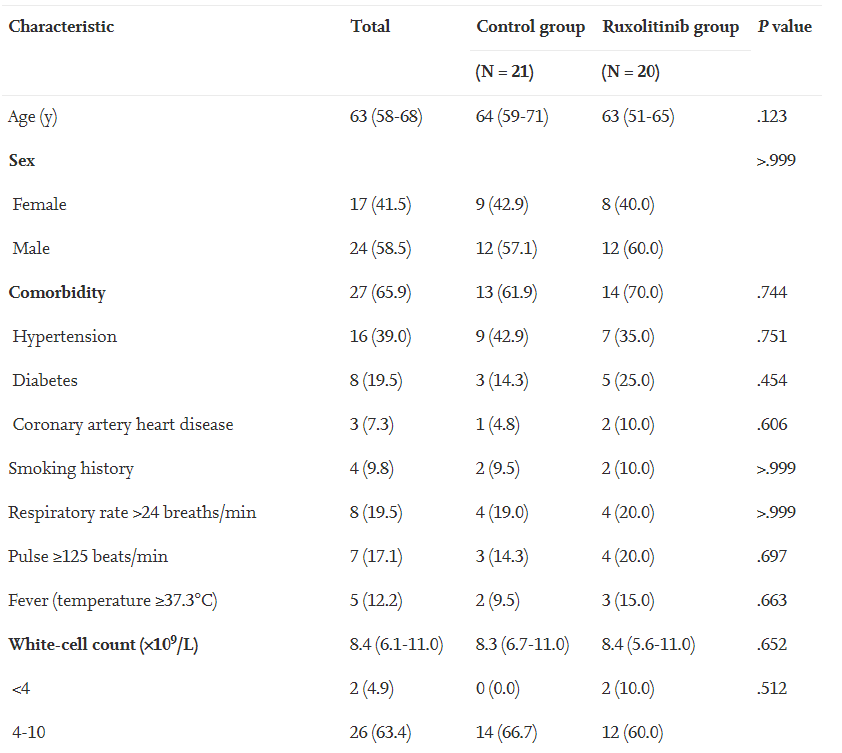 Characteristic Total Control group Ruxolitinib group P value
(N = 21) (N = 20)
Age (y) 63 (58-68) 64 (59-71) 63 (51-65) .123
Sex >.999
Female 17 (41.5) 9 (42.9) 8 (40.0)
Male 24 (58.5) 12 (57.1) 12 (60.0)
Comorbidity 27 (65.9) 13 (61.9) 14 (70.0) .744
Hypertension 16 (39.0) 9 (42.9) 7 (35.0) .751
Diabetes 8 (19.5) 3 (14.3) 5 (25.0) .454
Coronary artery heart disease 3 (7.3) 1 (4.8) 2 (10.0) .606
Smoking history 4 (9.8) 2 (9.5) 2 (10.0) >.999
Respiratory rate >24 breaths/min 8 (19.5) 4 (19.0) 4 (20.0) >.999
Pulse ≥125 beats/min 7 (17.1) 3 (14.3) 4 (20.0) .697
Fever (temperature ≥37.3°C) 5 (12.2) 2 (9.5) 3 (15.0) .663
White-cell count (×10⁹/L) 8.4 (6.1-11.0) 8.3 (6.7-11.0) 8.4 (5.6-11.0) .652
<4 2 (4.9) 0 (0.0) 2 (10.0) .512
4-10 26 (63.4) 14 (66.7) 12 (60.0)